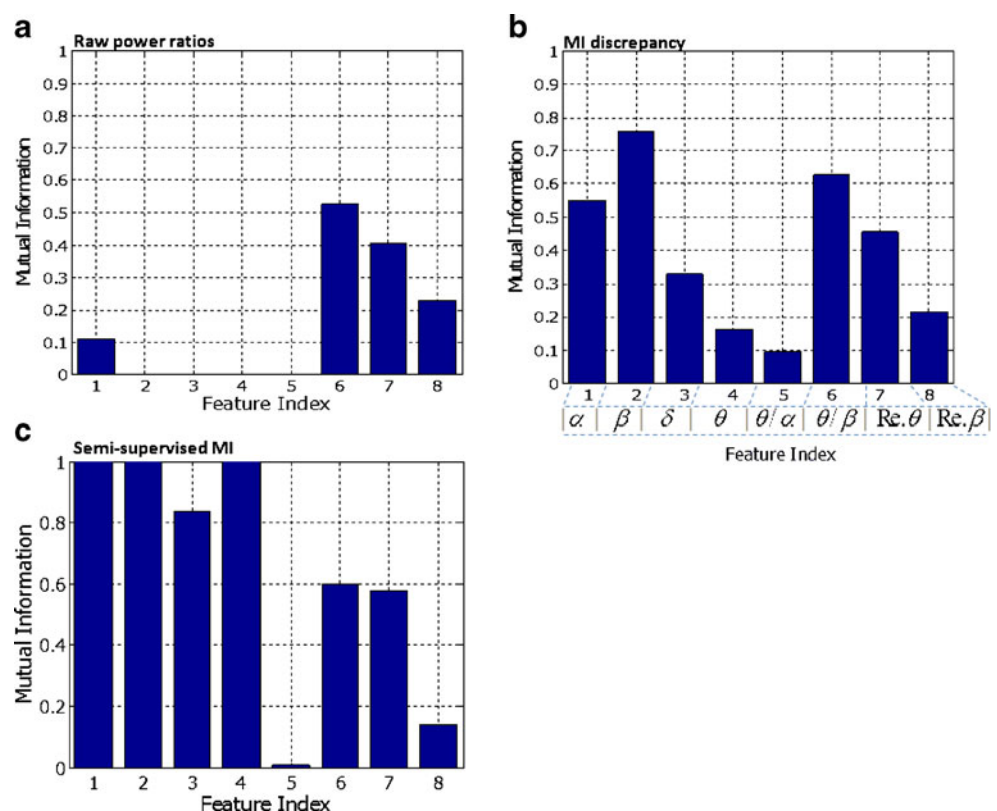 a
Raw power ratios
1
0.9
0.8
0.7
0.6
0.5
0.4
0.3
0.2
0.1
0
Mutual Information
1 2 3 4 5 6 7 8
Feature Index
b
MI discrepancy
1
0.9
0.8
0.7
0.6
0.5
0.4
0.3
0.2
0.1
0
Mutual Information
1 2 3 4 5 6 7 8
α β δ θ θ/α θ/β Re.θ Re.β
Feature Index
c
Semi-supervised MI
1
0.8
0.6
0.4
0.2
0
Mutual Information
1 2 3 4 5 6 7 8
Feature Index